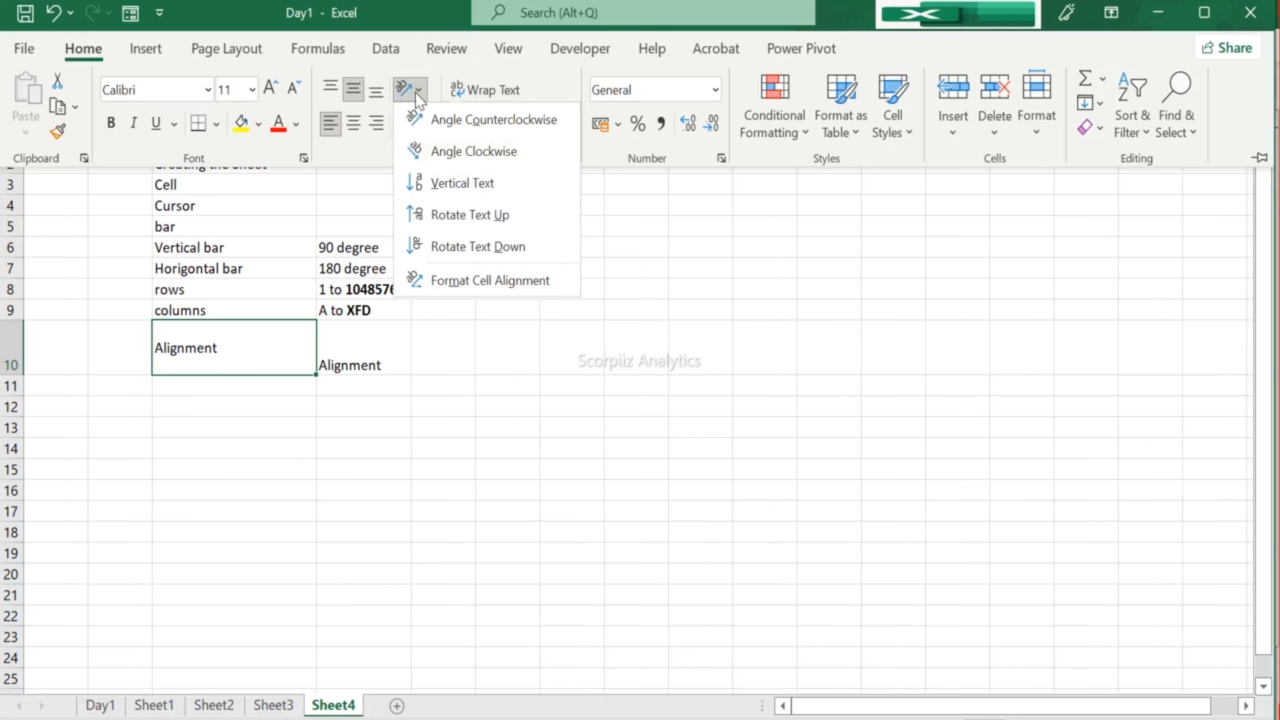 Day1 - Excel
Search (Alt+Q)
File Home Insert Page Layout Formulas Data Review View Developer Help Acrobat Power Pivot Share
Paste
Calibri 11
Wrap Text
General
Conditional Formatting
Format as Table
Cell Styles
Insert Delete Format
Sort & Filter
Find & Select
Clipboard Font Number Styles Cells Editing
Angle Counterclockwise
Angle Clockwise
Vertical Text
Rotate Text Up
Rotate Text Down
Format Cell Alignment
2 Creating the sheet
3 Cell
4 Cursor
5 bar
6 Vertical bar 90 degree
7 Horigontal bar 180 degree
8 rows 1 to 1048576
9 columns A to XFD
10 Alignment Alignment
Scorpiiz Analytics
11
12
13
14
15
16
17
18
19
20
21
22
23
24
25
Day1 Sheet1 Sheet2 Sheet3 Sheet4